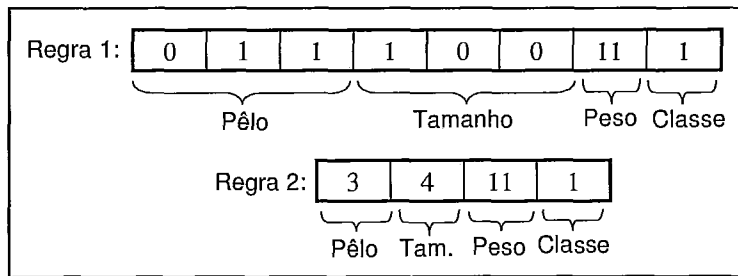 Regra 1: 0 1 1 1 0 0 11 1
Pêlo Tamanho Peso Classe
Regra 2: 3 4 11 1
Pêlo Tam. Peso Classe